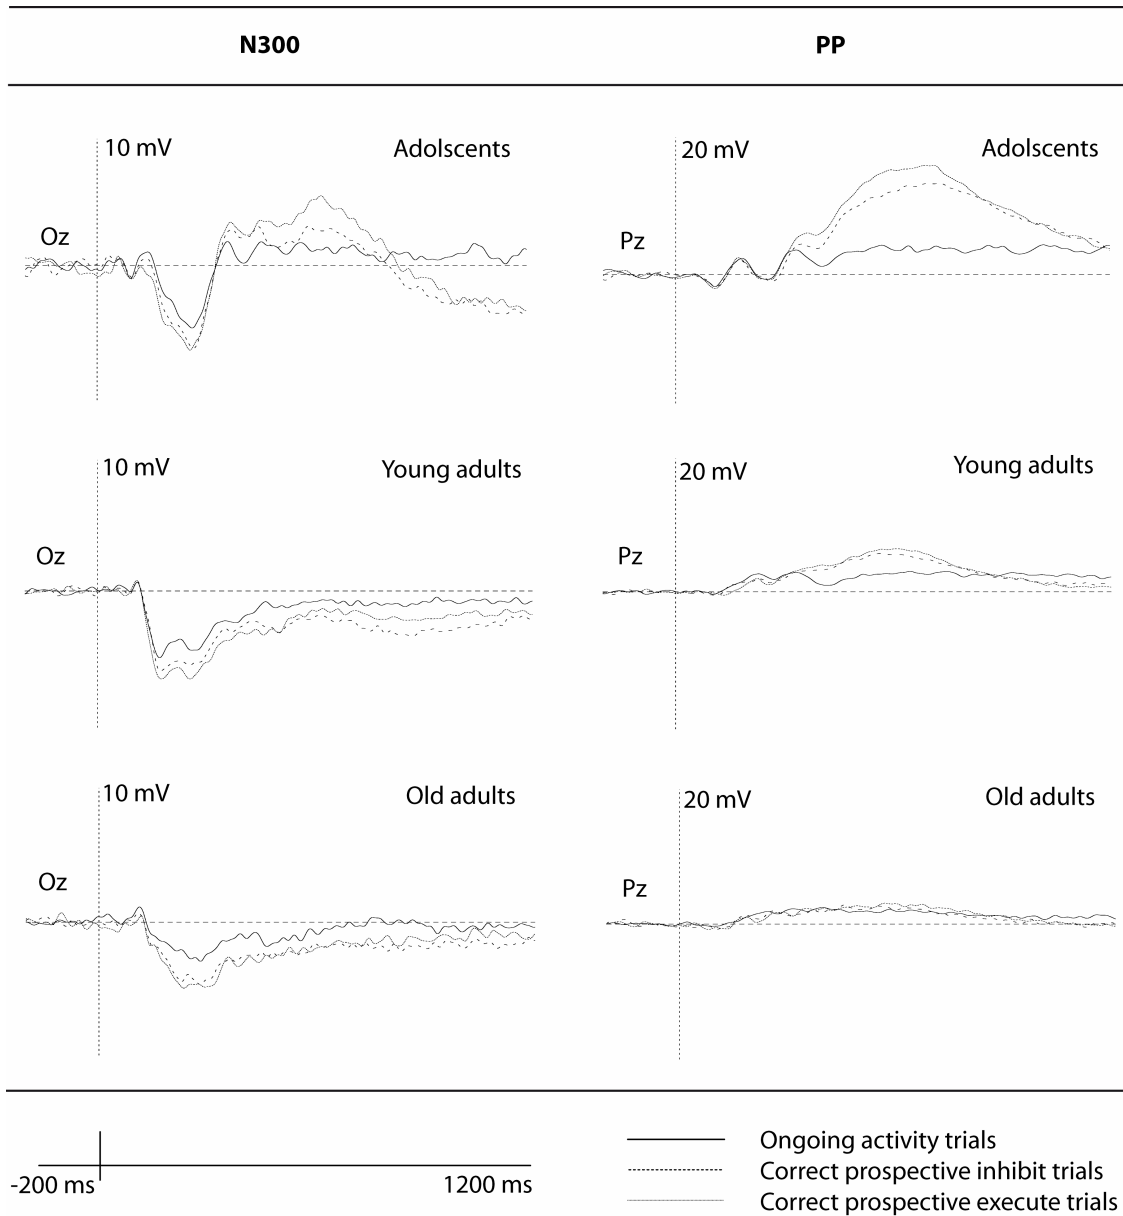 N300 PP
10 mV Adolscents 20 mV Adolscents
Oz Pz
10 mV Young adults 20 mV Young adults
Oz Pz
10 mV Old adults 20 mV Old adults
Oz Pz
Ongoing activity trials
Correct prospective inhibit trials
-200 ms 1200 ms
Correct prospective execute trials